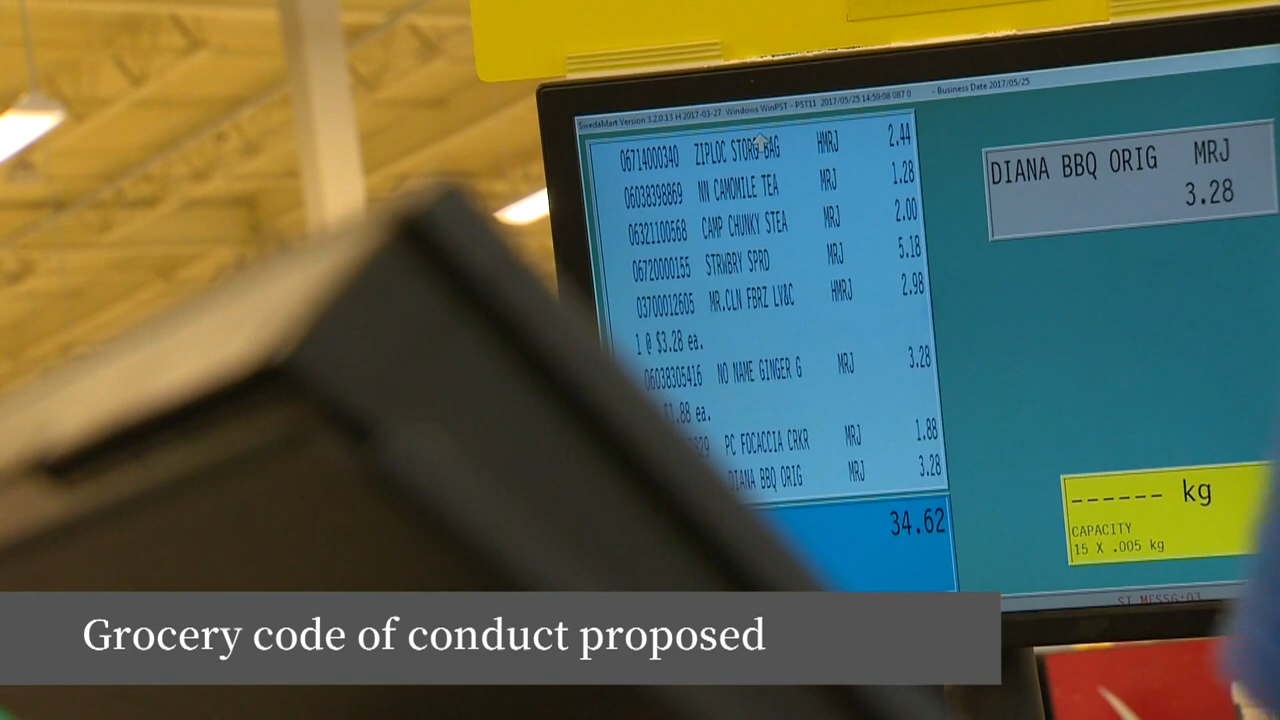 SwedaMart Version 3.2.0.13 H 2017-03-27 Windows WinPST - PST11 2017/05/25 14:59:08 087 0 - Business Date 2017/05/25
06714000340 ZIPLOC STORG BAG HMRJ 2.44
06038398869 NN CAMOMILE TEA MRJ 1.28
06321100568 CAMP CHUNKY STEA MRJ 2.00
06720000155 STRWBRY SPRD MRJ 5.18
03700012605 MR.CLN FBRZ LV&C HMRJ 2.98
1 @ $3.28 ea.
06038305416 NO NAME GINGER G MRJ 3.28
$1.88 ea.
829 PC FOCACCIA CRKR MRJ 1.88
DIANA BBQ ORIG MRJ 3.28
34.62
DIANA BBQ ORIG MRJ
3.28
------ kg
CAPACITY
15 X .005 kg
Grocery code of conduct proposed